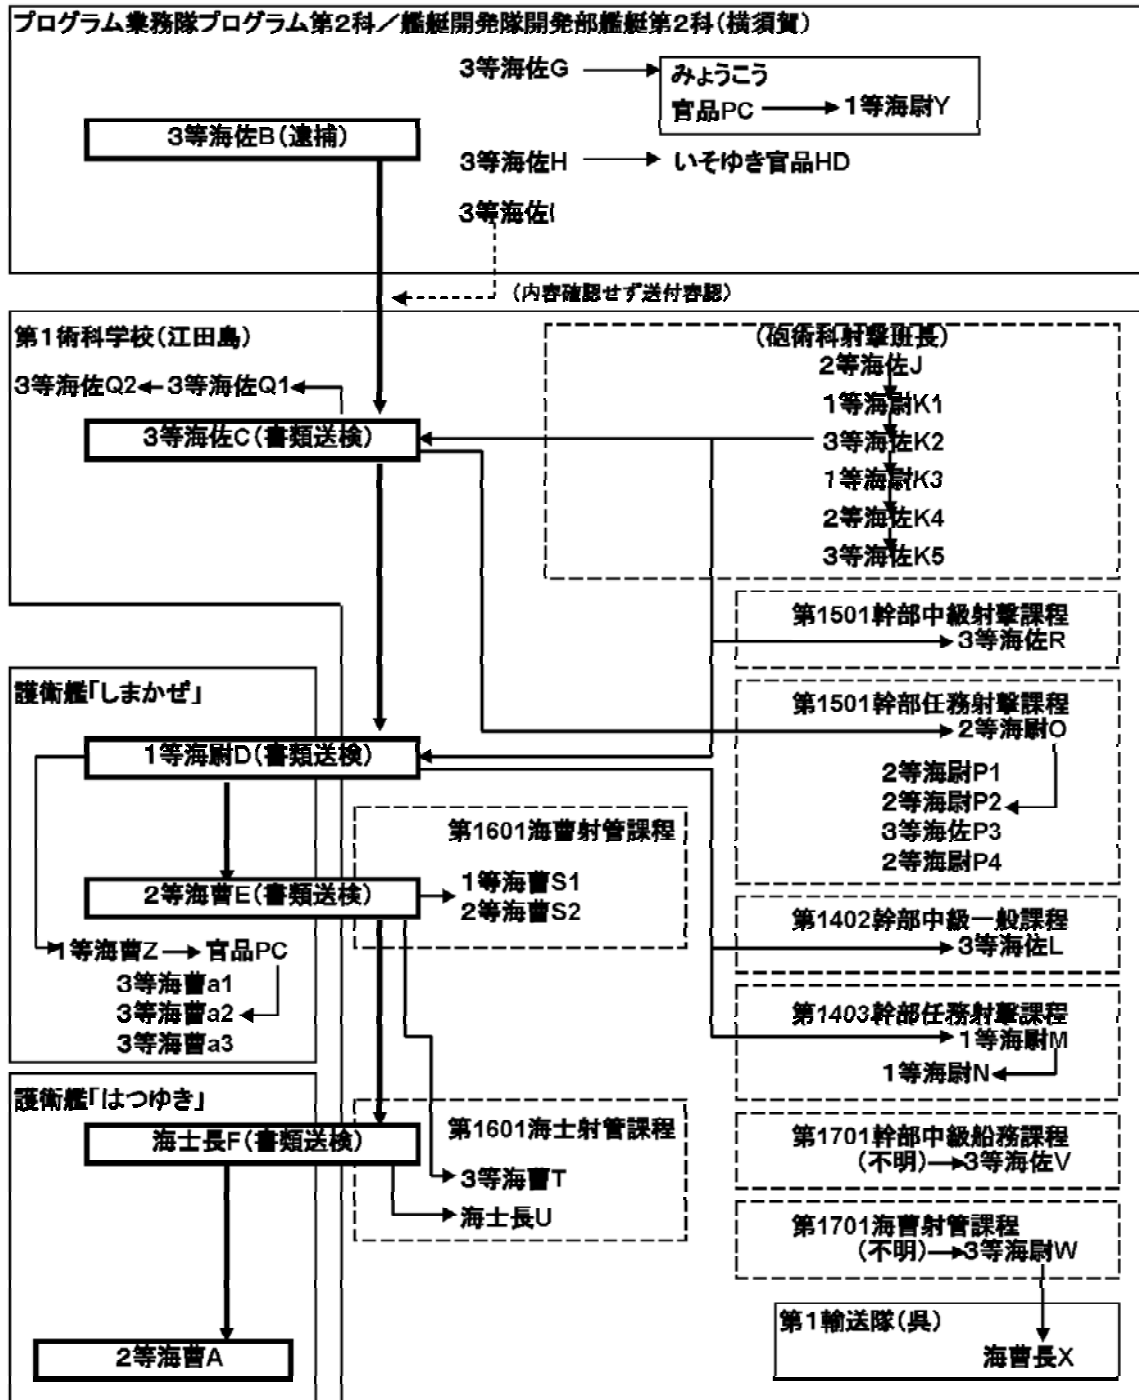 プログラム業務隊プログラム第2科／艦艇開発隊開発部艦艇第2科（横須賀）
3等海佐G
みょうこう
官品PC
1等海尉Y
3等海佐B（逮捕）
3等海佐H
いそゆき官品HD
3等海佐I
（内容確認せず送付容認）
第1術科学校（江田島）
3等海佐Q2
3等海佐Q1
3等海佐C（書類送検）
（砲術科射撃班長）
2等海佐J
1等海尉K1
3等海佐K2
1等海尉K3
2等海佐K4
3等海佐K5
第1501幹部中級射撃課程
3等海佐R
護衛艦「しまかぜ」
1等海尉D（書類送検）
第1501幹部任務射撃課程
2等海尉O
2等海尉P1
2等海尉P2
3等海佐P3
2等海尉P4
2等海曹E（書類送検）
第1601海曹射管課程
1等海曹S1
2等海曹S2
1等海曹Z
官品PC
3等海曹a1
3等海曹a2
3等海曹a3
第1402幹部中級一般課程
3等海佐L
第1403幹部任務射撃課程
1等海尉M
1等海尉N
護衛艦「はつゆき」
海士長F（書類送検）
第1601海士射管課程
3等海曹T
海士長U
第1701幹部中級船務課程
（不明）
3等海佐V
第1701海曹射管課程
（不明）
3等海尉W
第1輸送隊（呉）
海曹長X
2等海曹A